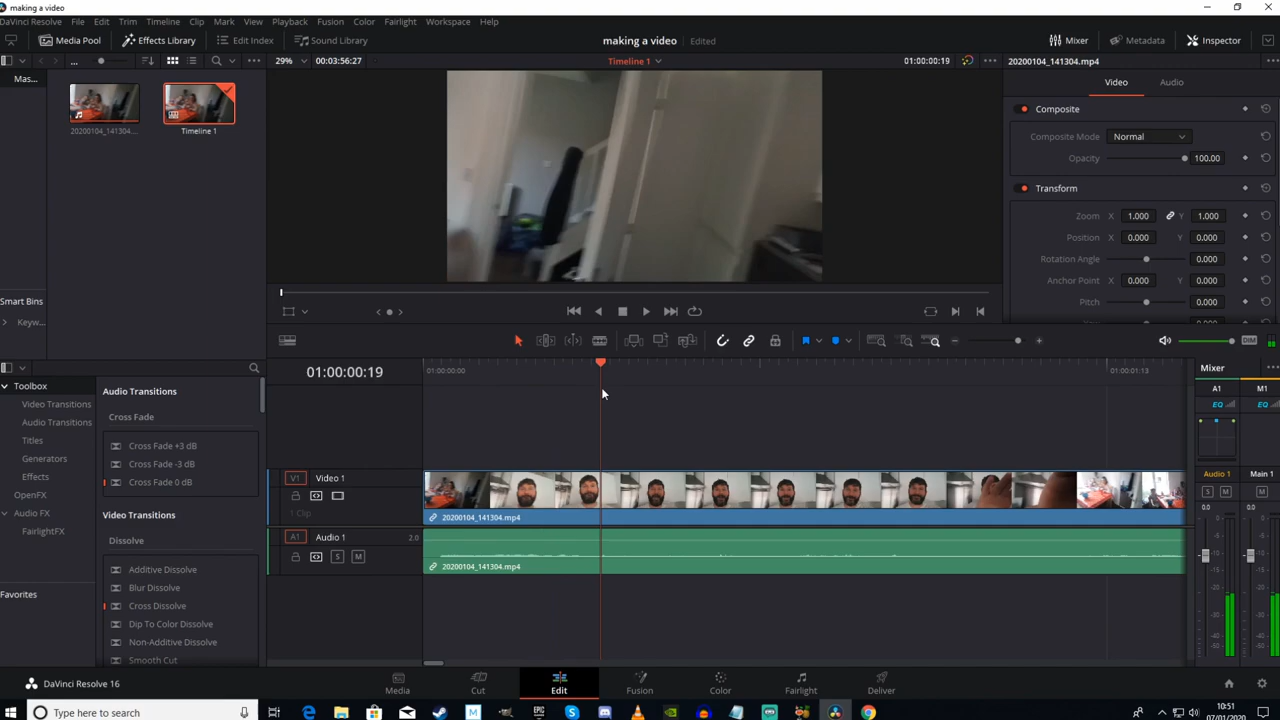 making a video
DaVinci Resolve File Edit Trim Timeline Clip Mark View Playback Fusion Color Fairlight Workspace Help
Media Pool Effects Library Edit Index Sound Library making a video Edited Mixer Metadata Inspector
... 29% 00:03:56:27 Timeline 1 01:00:00:19 20200104_141304.mp4
Mas...
Video Audio
Composite
Composite Mode Normal
Opacity 100.00
20200104_141304... Timeline 1
Transform
Zoom X 1.000 Y 1.000
Position X 0.000 Y 0.000
Rotation Angle 0.000
Anchor Point X 0.000 Y 0.000
Pitch 0.000
Smart Bins
Keyw...
DIM
Toolbox
Video Transitions
Audio Transitions
Titles
Generators
Effects
OpenFX
Audio FX
FairlightFX
Favorites
Audio Transitions
Cross Fade
Cross Fade +3 dB
Cross Fade -3 dB
Cross Fade 0 dB
Video Transitions
Dissolve
Additive Dissolve
Blur Dissolve
Cross Dissolve
Dip To Color Dissolve
Non-Additive Dissolve
Smooth Cut
01:00:00:19 01:00:00:00 01:00:01:13
V1 Video 1
1 Clip
20200104_141304.mp4
A1 Audio 1 2.0
S M
20200104_141304.mp4
Mixer
A1 M1
EQ EQ
Audio 1 Main 1
S M M
0.0 0.0
DaVinci Resolve 16
Media Cut Edit Fusion Color Fairlight Deliver
Type here to search
10:51
07/01/2020